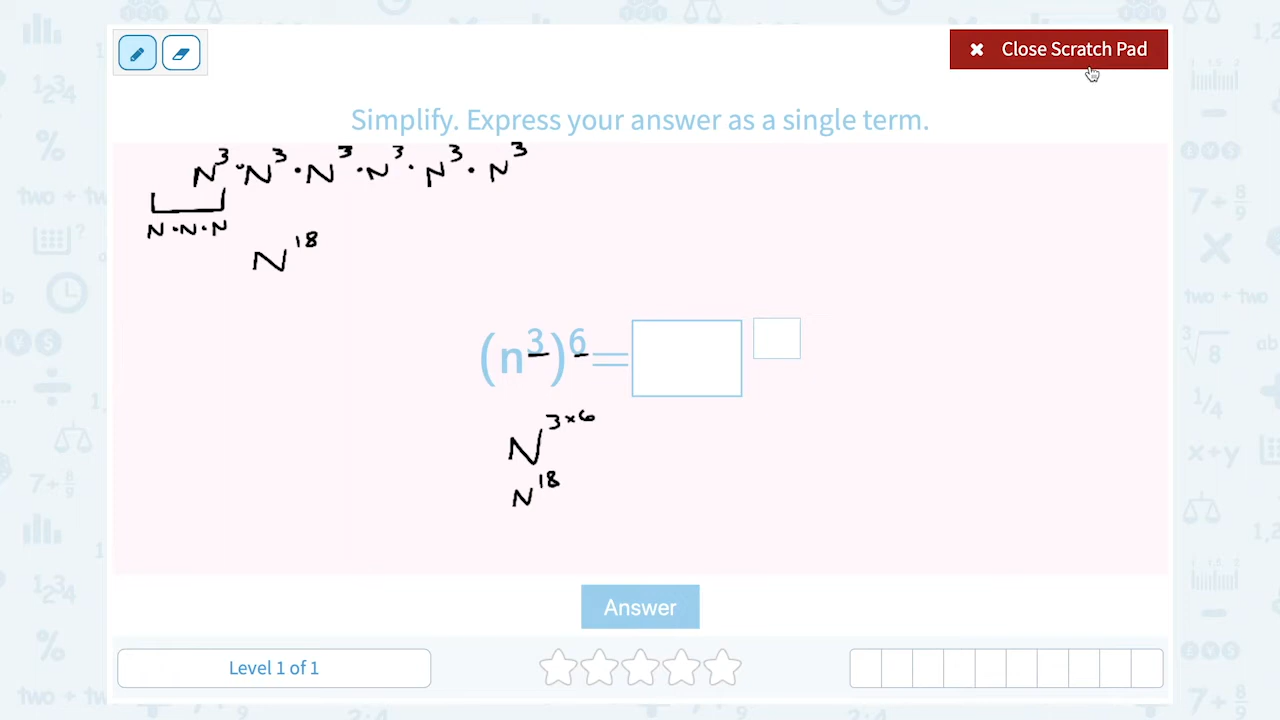 ✖ Close Scratch Pad
Simplify. Express your answer as a single term.
N³ · N³ · N³ · N³ · N³ · N³
N · N · N
N¹⁸
(n³)⁶ =
N³ˣ⁶
N¹⁸
Answer
Level 1 of 1